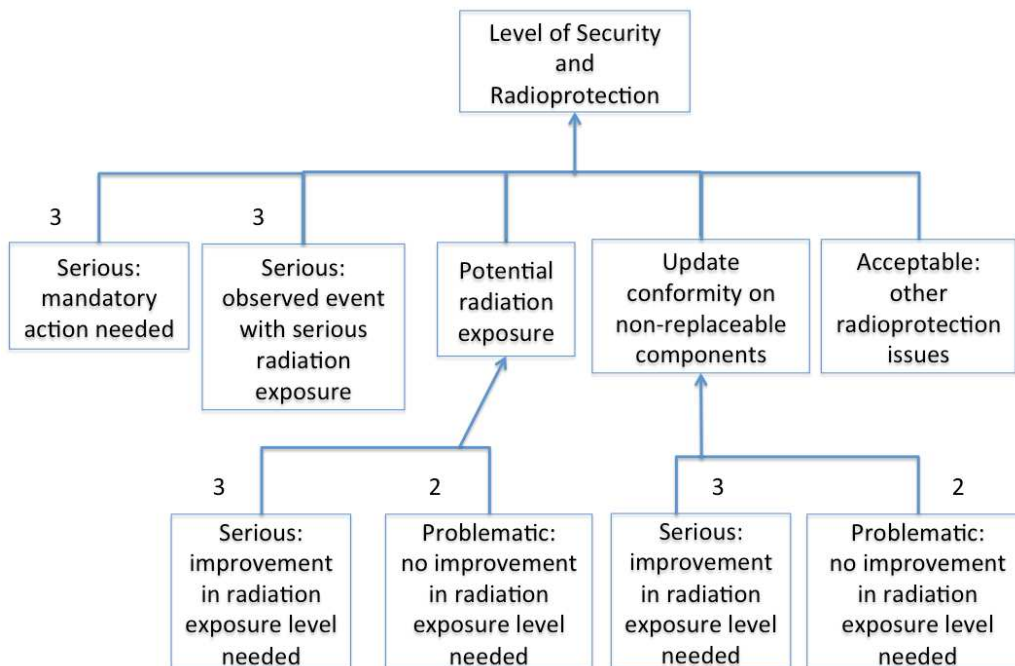 Level of Security
and
Radioprotection
3
3
Serious:
mandatory
action needed
Serious:
observed event
with serious
radiation
exposure
Potential
radiation
exposure
Update
conformity on
non-replaceable
components
Acceptable:
other
radioprotection
issues
3
2
3
2
Serious:
improvement
in radiation
exposure level
needed
Problematic:
no improvement
in radiation
exposure level
needed
Serious:
improvement
in radiation
exposure level
needed
Problematic:
no improvement
in radiation
exposure level
needed